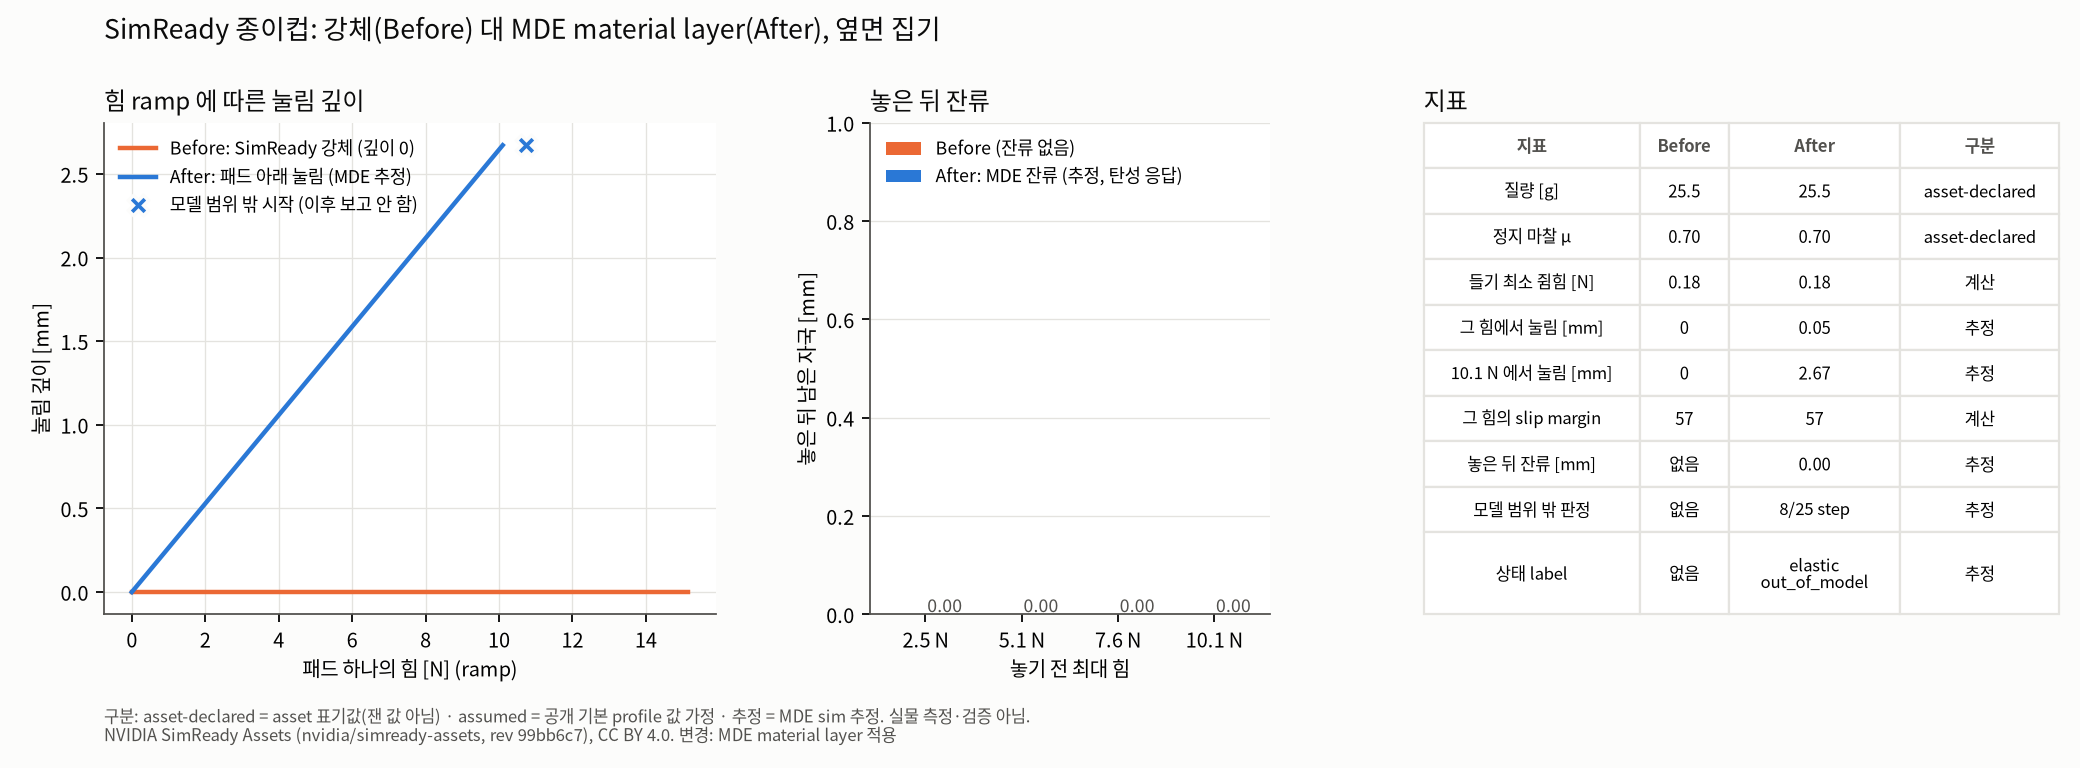 SimReady 종이컵: 강체(Before) 대 MDE material layer(After), 옆면 집기
힘 ramp 에 따른 눌림 깊이
Before: SimReady 강체 (깊이 0)
After: 패드 아래 눌림 (MDE 추정)
모델 범위 밖 시작 (이후 보고 안 함)
눌림 깊이 [mm]
2.5
2.0
1.5
1.0
0.5
0.0
0 2 4 6 8 10 12 14
패드 하나의 힘 [N] (ramp)
놓은 뒤 잔류
Before (잔류 없음)
After: MDE 잔류 (추정, 탄성 응답)
놓은 뒤 남은 자국 [mm]
1.0
0.8
0.6
0.4
0.2
0.0
0.00 0.00 0.00 0.00
2.5 N 5.1 N 7.6 N 10.1 N
놓기 전 최대 힘
지표
지표 Before After 구분
질량 [g] 25.5 25.5 asset-declared
정지 마찰 μ 0.70 0.70 asset-declared
들기 최소 쥠힘 [N] 0.18 0.18 계산
그 힘에서 눌림 [mm] 0 0.05 추정
10.1 N 에서 눌림 [mm] 0 2.67 추정
그 힘의 slip margin 57 57 계산
놓은 뒤 잔류 [mm] 없음 0.00 추정
모델 범위 밖 판정 없음 8/25 step 추정
상태 label 없음 elastic out_of_model 추정
구분: asset-declared = asset 표기값(잰 값 아님) · assumed = 공개 기본 profile 값 가정 · 추정 = MDE sim 추정. 실물 측정·검증 아님.
NVIDIA SimReady Assets (nvidia/simready-assets, rev 99bb6c7), CC BY 4.0. 변경: MDE material layer 적용